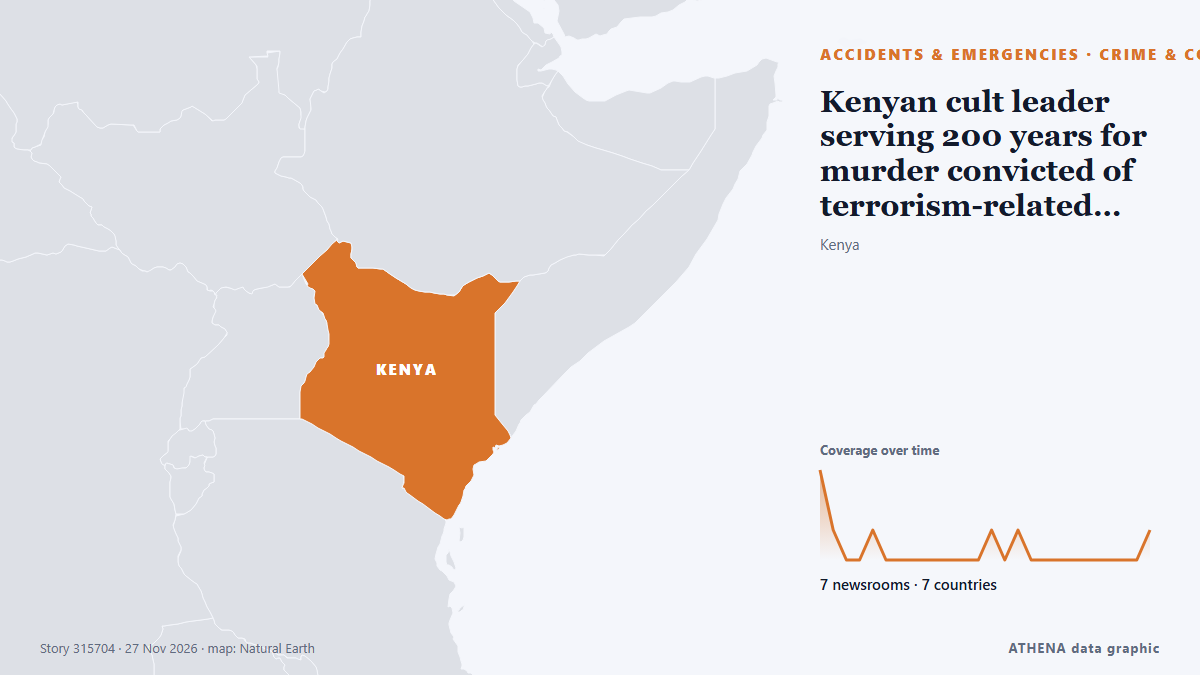 ACCIDENTS & EMERGENCIES · CRIME &
Kenyan cult leader
serving 200 years for
murder convicted of
terrorism-related...
Kenya
KENYA
Coverage over time
7 newsrooms · 7 countries
Story 315704 · 27 Nov 2026 · map: Natural Earth
ATHENA data graphic